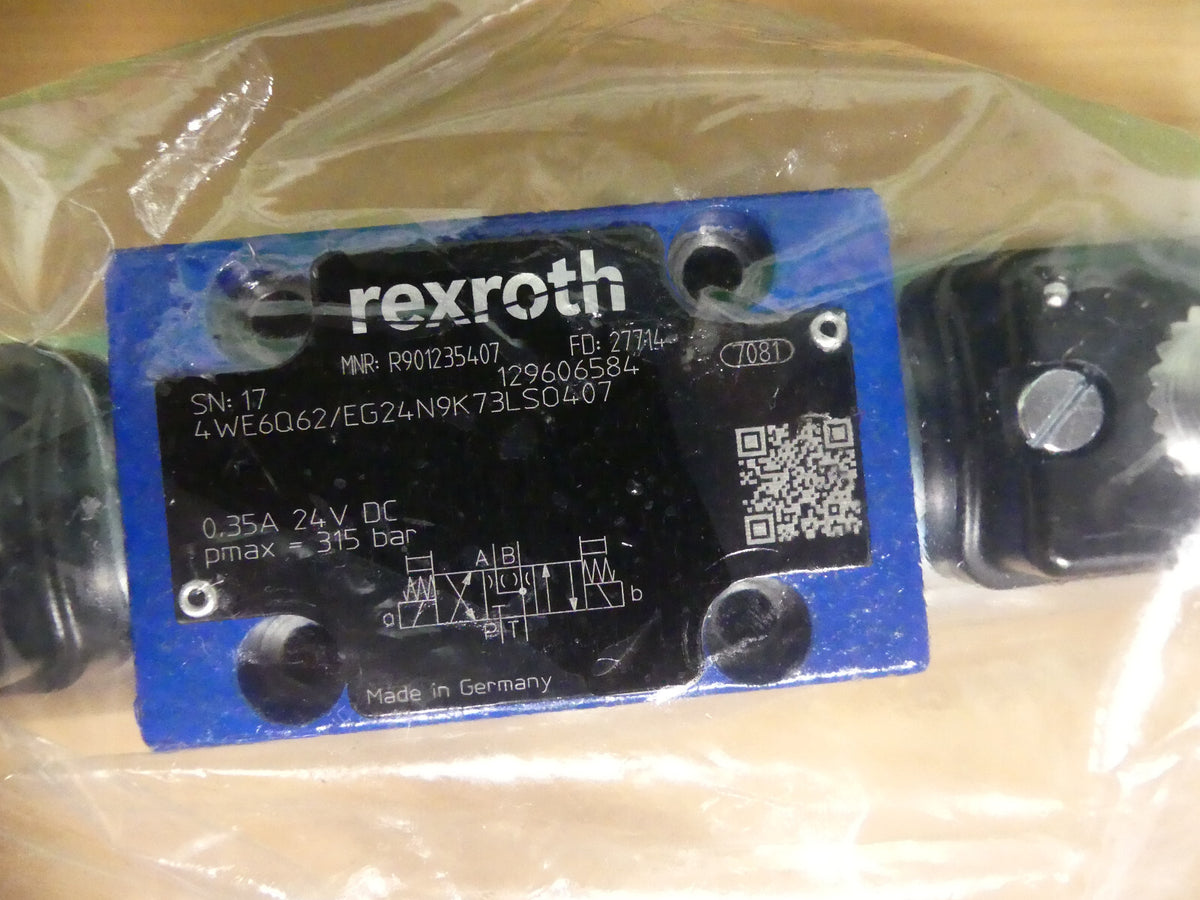 rexroth
MNR: R901235407 FD: 27714
7081
SN: 17 129606584
4WE6Q62/EG24N9K73LSO407
0.35A 24V DC
pmax = 315 bar
A B
a b
P T
Made in Germany